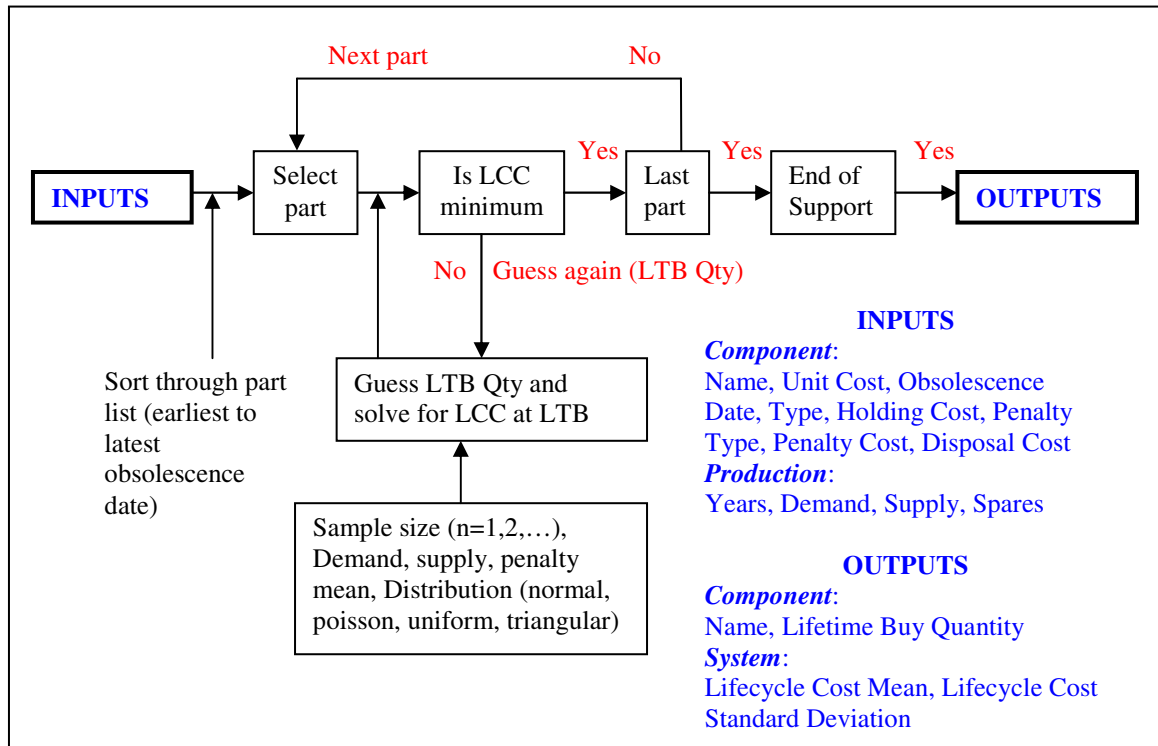 Next part
No
INPUTS
Select
part
Is LCC
minimum
Yes
Last
part
Yes
End of
Support
Yes
OUTPUTS
No
Guess again (LTB Qty)
Sort through part
list (earliest to
latest
obsolescence
date)
Guess LTB Qty and
solve for LCC at LTB
Sample size (n=1,2,…),
Demand, supply, penalty
mean, Distribution (normal,
poisson, uniform, triangular)
INPUTS
Component:
Name, Unit Cost, Obsolescence
Date, Type, Holding Cost, Penalty
Type, Penalty Cost, Disposal Cost
Production:
Years, Demand, Supply, Spares
OUTPUTS
Component:
Name, Lifetime Buy Quantity
System:
Lifecycle Cost Mean, Lifecycle Cost
Standard Deviation